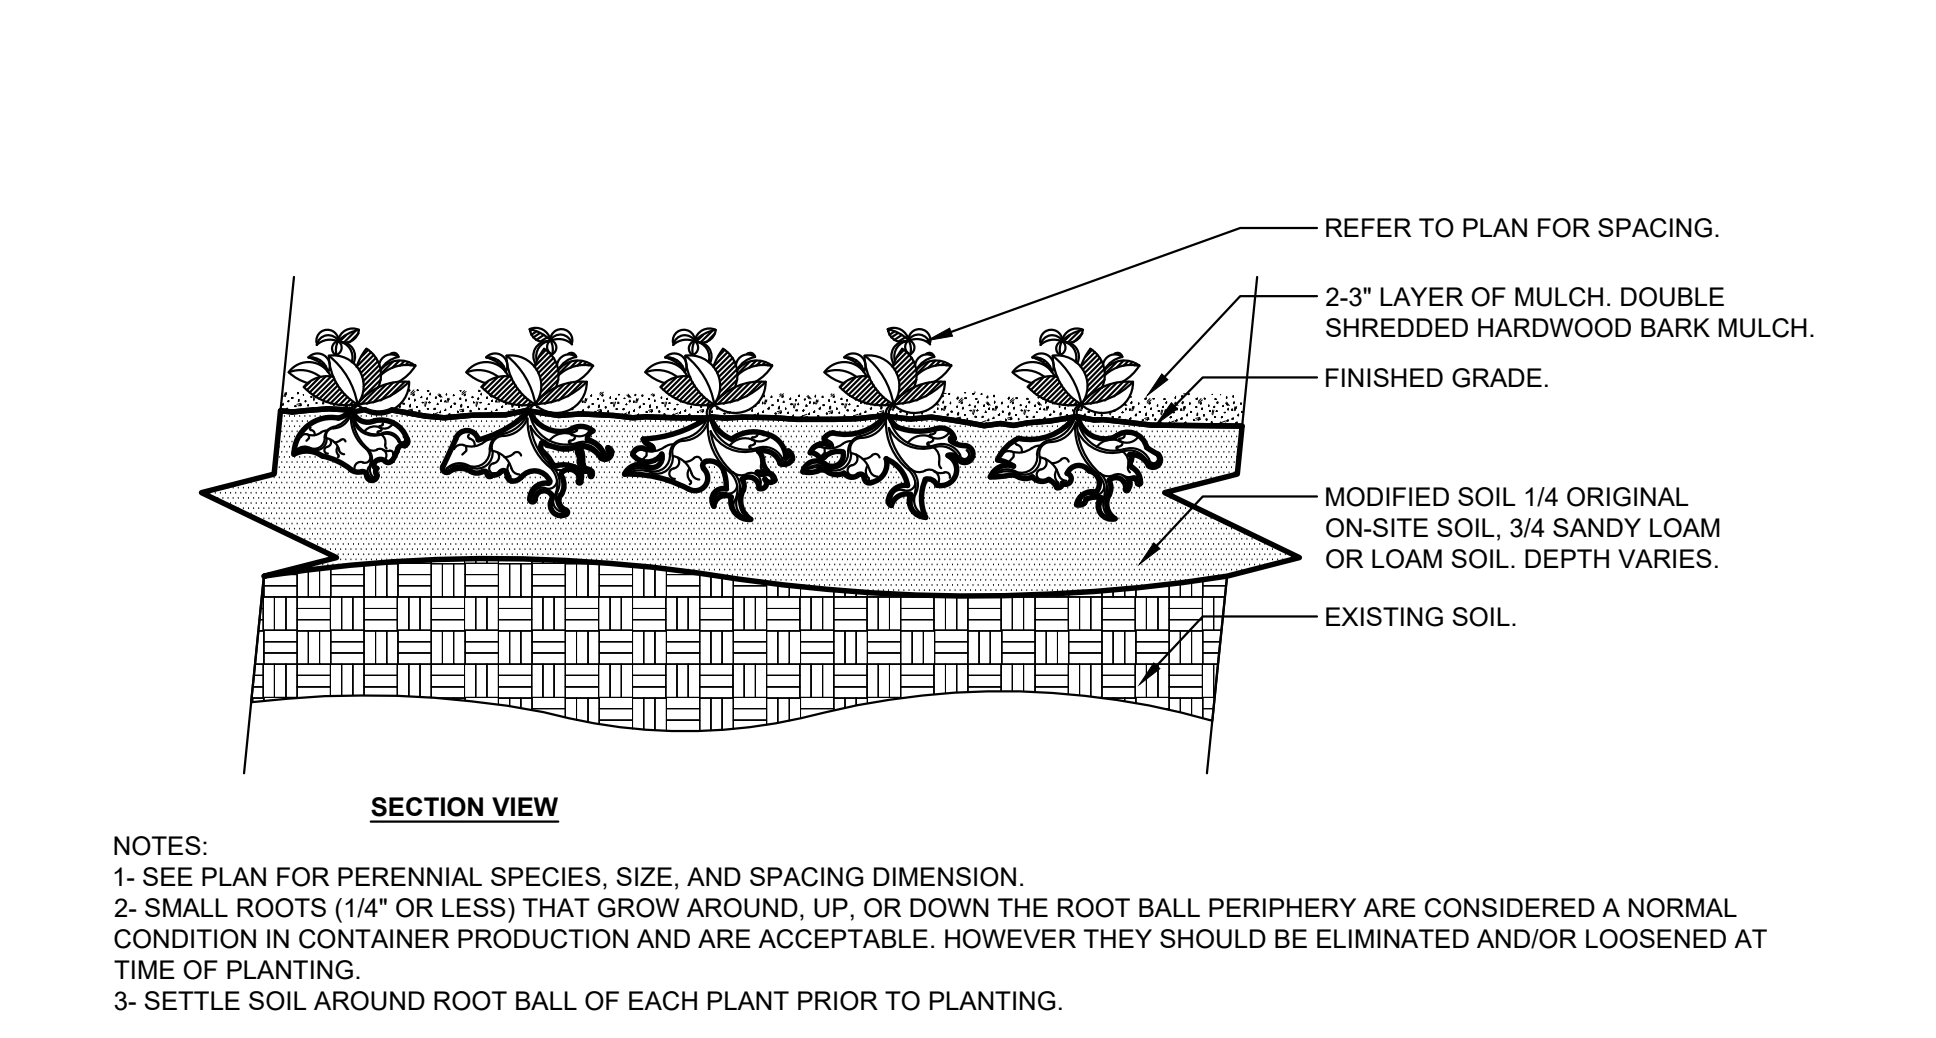 REFER TO PLAN FOR SPACING.
2-3" LAYER OF MULCH. DOUBLE
SHREDDED HARDWOOD BARK MULCH.
FINISHED GRADE.
MODIFIED SOIL 1/4 ORIGINAL
ON-SITE SOIL, 3/4 SANDY LOAM
OR LOAM SOIL. DEPTH VARIES.
EXISTING SOIL.
SECTION VIEW
NOTES:
1- SEE PLAN FOR PERENNIAL SPECIES, SIZE, AND SPACING DIMENSION.
2- SMALL ROOTS (1/4" OR LESS) THAT GROW AROUND, UP, OR DOWN THE ROOT BALL PERIPHERY ARE CONSIDERED A NORMAL
CONDITION IN CONTAINER PRODUCTION AND ARE ACCEPTABLE. HOWEVER THEY SHOULD BE ELIMINATED AND/OR LOOSENED AT
TIME OF PLANTING.
3- SETTLE SOIL AROUND ROOT BALL OF EACH PLANT PRIOR TO PLANTING.